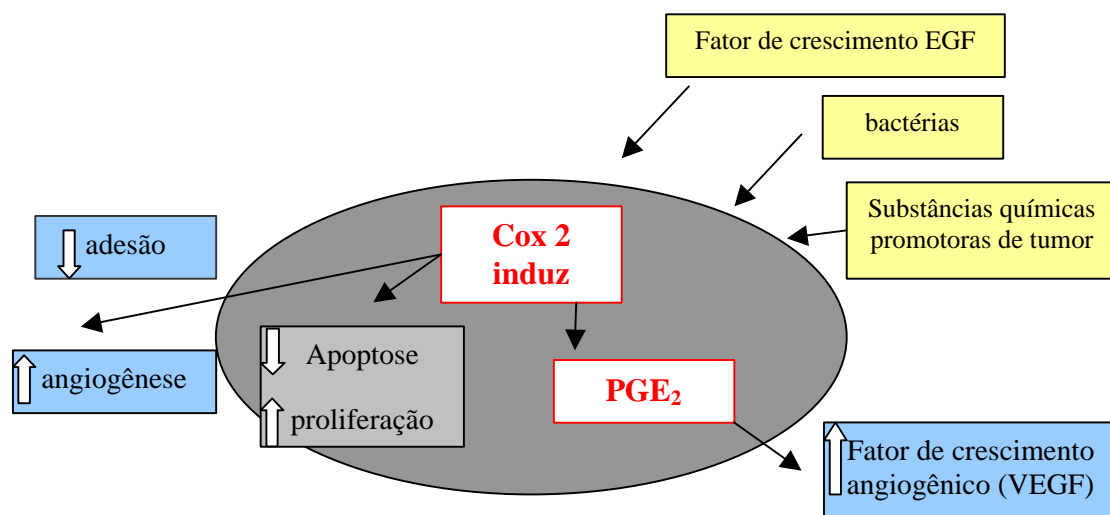 Fator de crescimento EGF
bactérias
Substâncias químicas
promotoras de tumor
adesão
Cox 2
induz
angiogênese
Apoptose
proliferação
PGE₂
Fator de crescimento
angiogênico (VEGF)